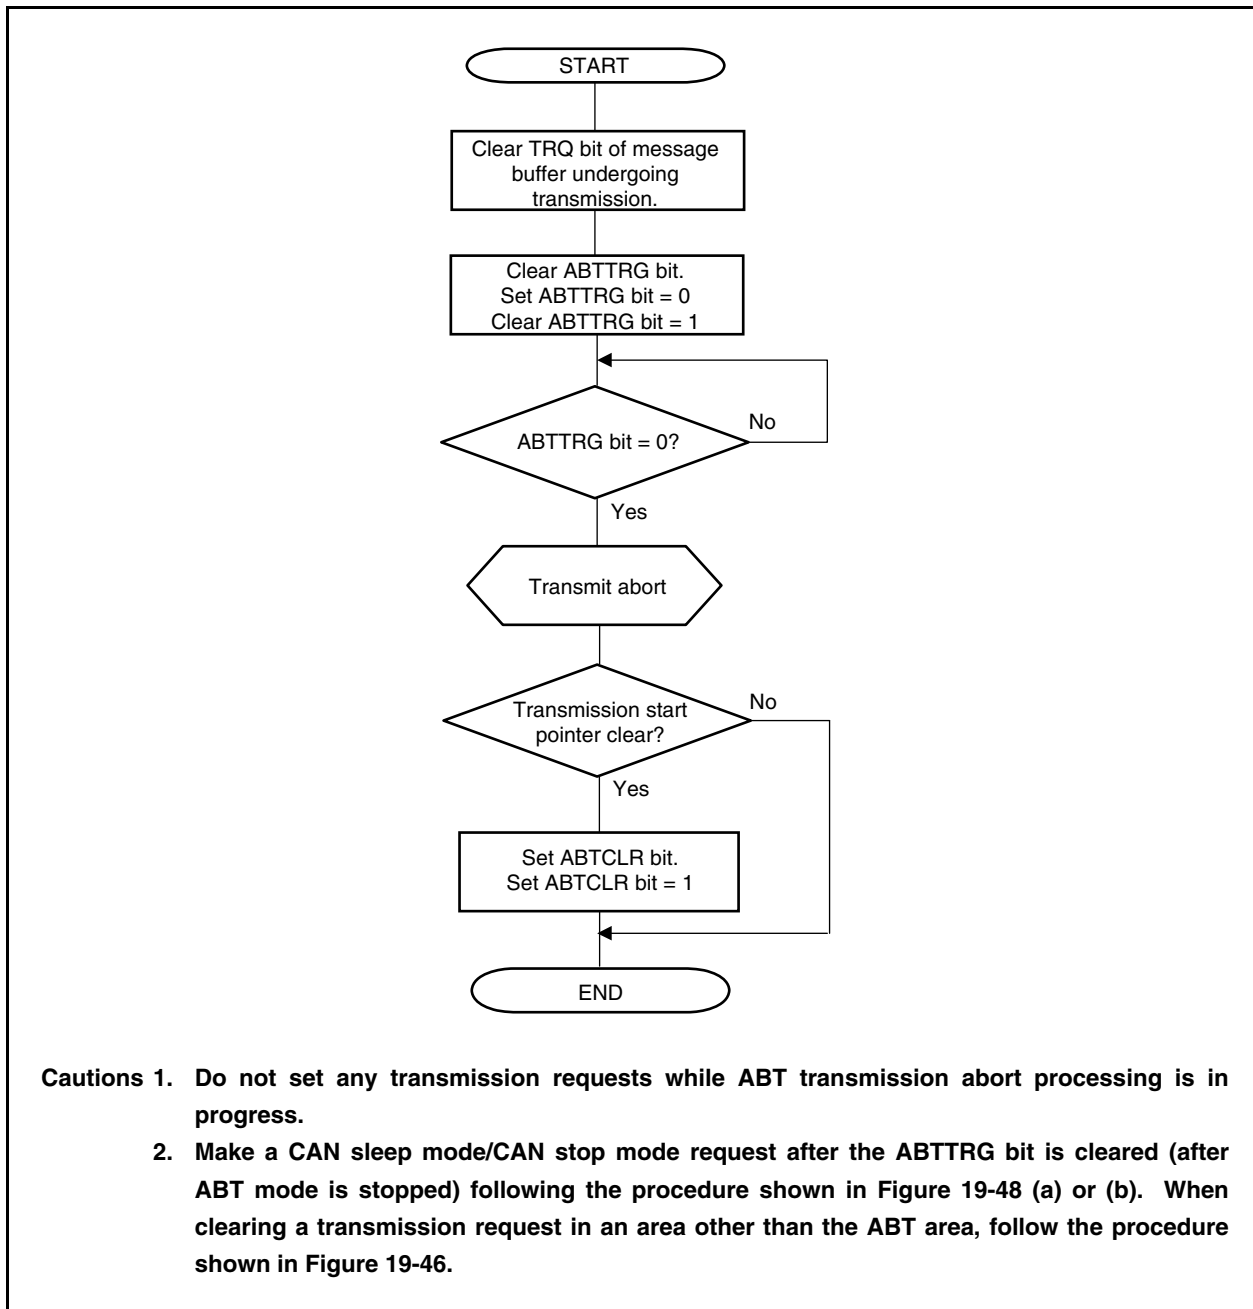 START
Clear TRQ bit of message
buffer undergoing
transmission.
Clear ABTTRG bit.
Set ABTTRG bit = 0
Clear ABTTRG bit = 1
No
ABTTRG bit = 0?
Yes
Transmit abort
No
Transmission start
pointer clear?
Yes
Set ABTCLR bit.
Set ABTCLR bit = 1
END
Cautions 1. Do not set any transmission requests while ABT transmission abort processing is in
progress.
2. Make a CAN sleep mode/CAN stop mode request after the ABTTRG bit is cleared (after
ABT mode is stopped) following the procedure shown in Figure 19-48 (a) or (b). When
clearing a transmission request in an area other than the ABT area, follow the procedure
shown in Figure 19-46.